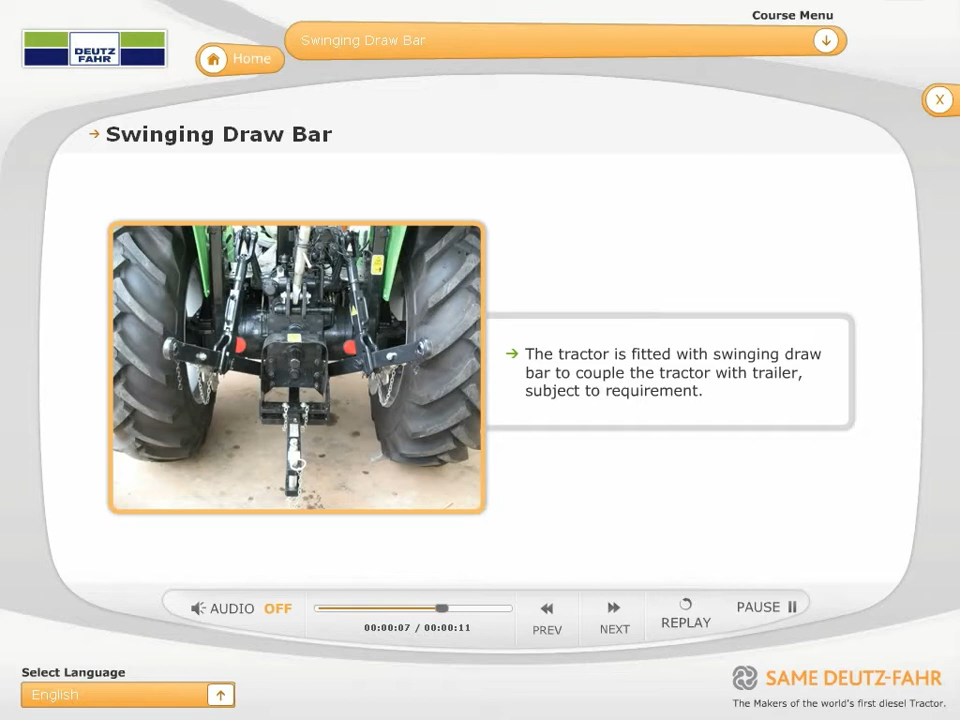 Course Menu
DEUTZ
FAHR
Home
Swinging Draw Bar
X
Swinging Draw Bar
The tractor is fitted with swinging draw
bar to couple the tractor with trailer,
subject to requirement.
AUDIO OFF
00:00:07 / 00:00:11
PREV
NEXT
REPLAY
PAUSE
Select Language
English
SAME DEUTZ-FAHR
The Makers of the world's first diesel Tractor.